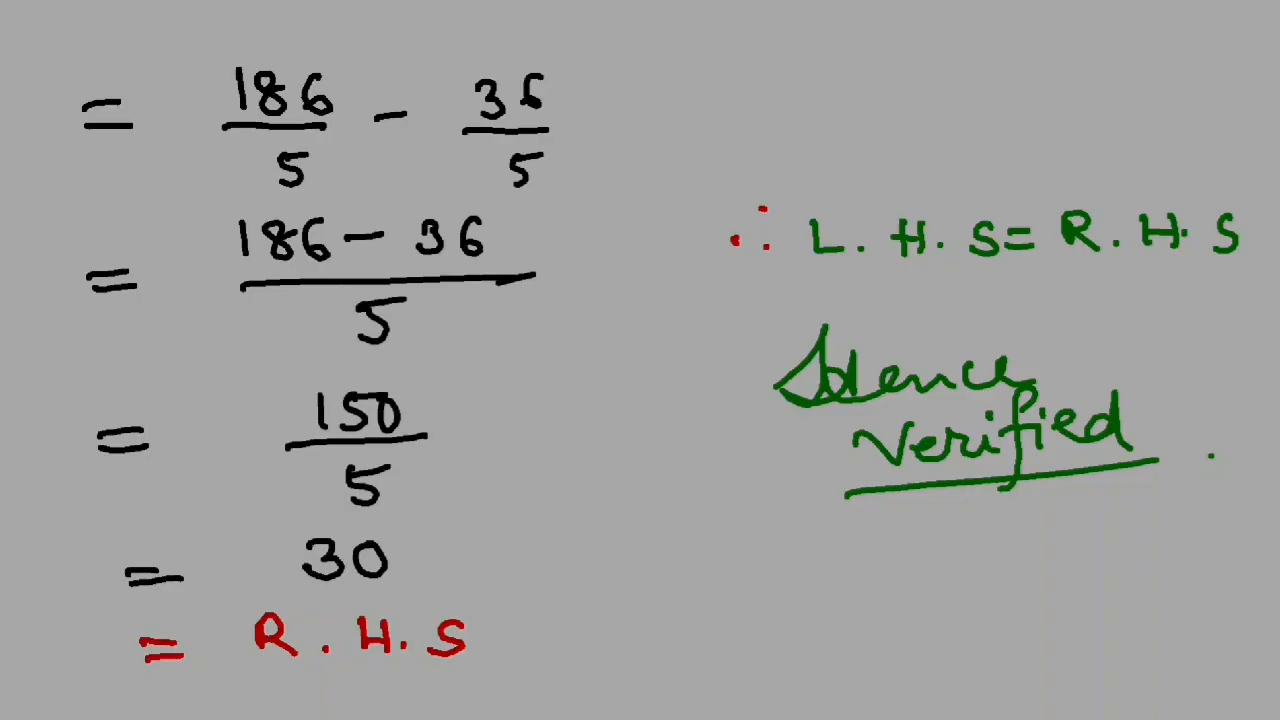 = 186/5 - 36/5
= 186 - 36 / 5
= 150/5
= 30
= R.H.S
∴ L.H.S = R.H.S
Hence
Verified